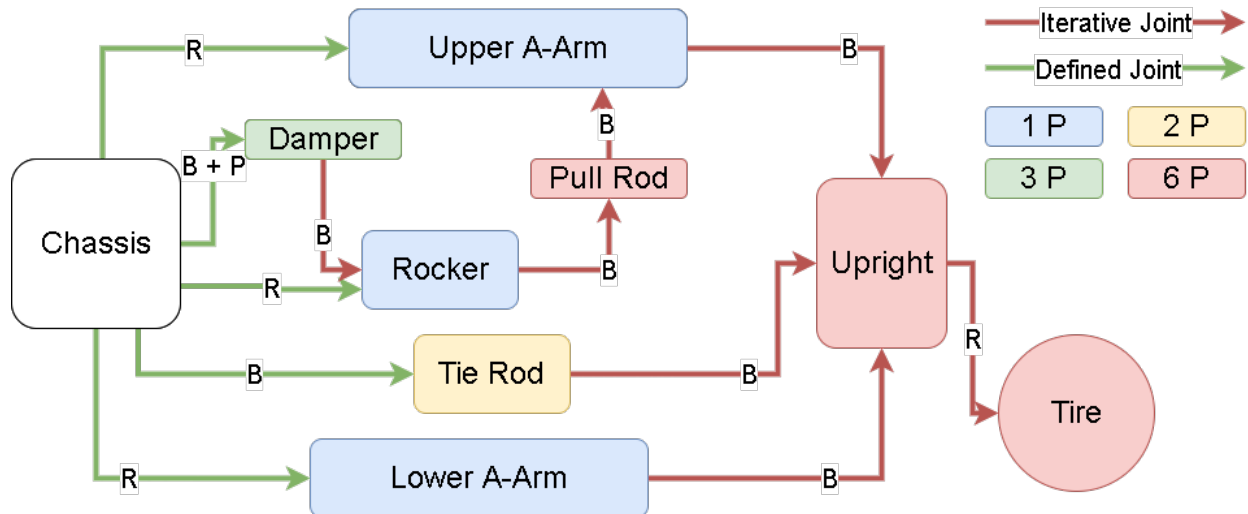 R
Upper A-Arm
B
Iterative Joint
Defined Joint
B + P
Damper
B
1 P
2 P
Pull Rod
3 P
6 P
Chassis
B
Rocker
B
Upright
R
R
B
Tie Rod
B
Tire
R
Lower A-Arm
B